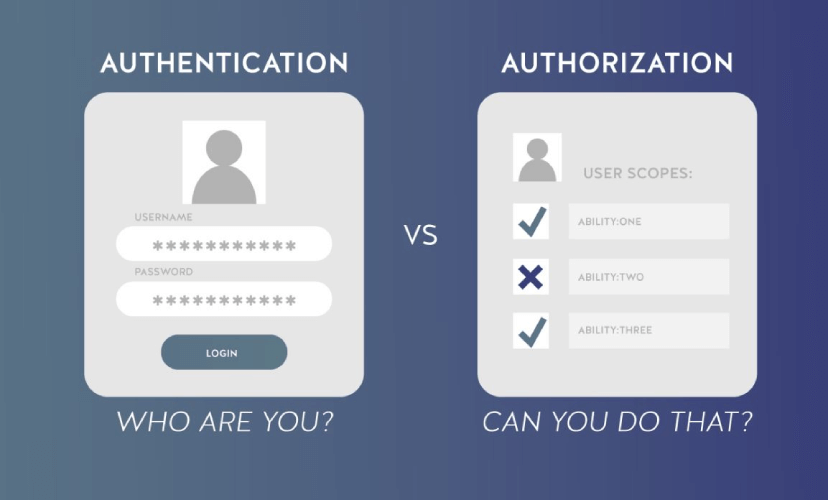 AUTHENTICATION
USERNAME
***********
PASSWORD
***********
LOGIN
WHO ARE YOU?
VS
AUTHORIZATION
USER SCOPES:
ABILITY:ONE
ABILITY:TWO
ABILITY:THREE
CAN YOU DO THAT?